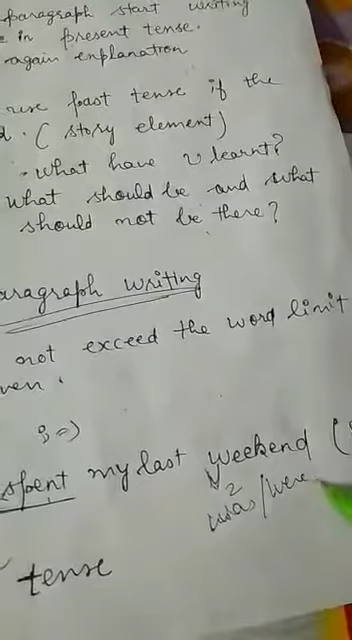 paragraph start writing
in present tense.
again explanation
use past tense if the
(story element)
- What have u learnt?
What should be and what
should not be there?
Paragraph Writing
not exceed the word limit
given.
;=)
spent my last weekend (
V2
was/were
tense